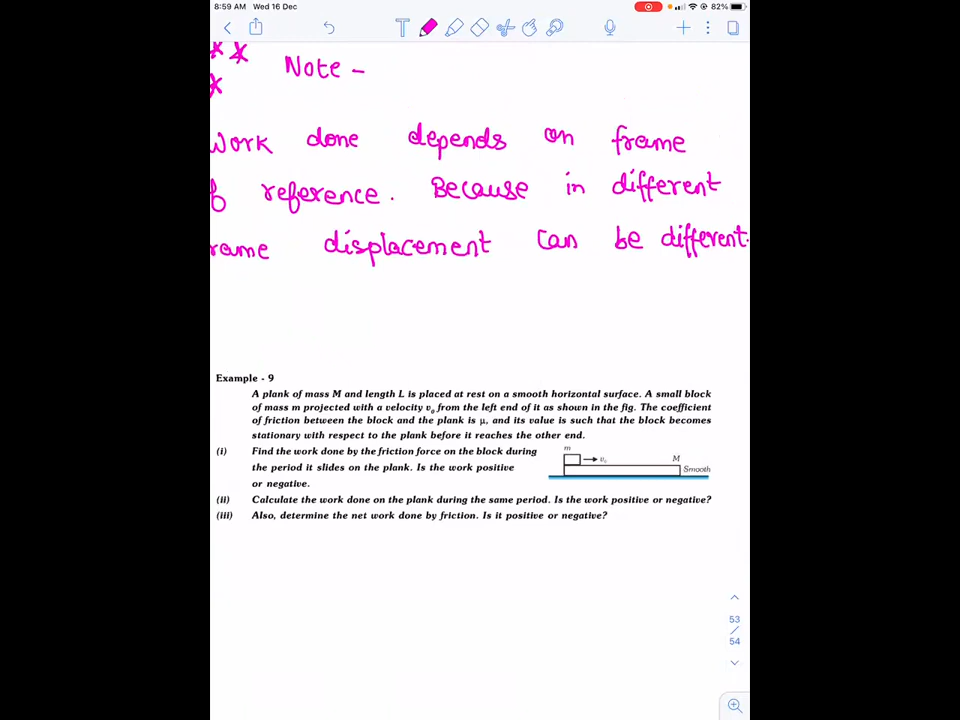 8:59 AM Wed 16 Dec 82%
Note -
Work done depends on frame
of reference. Because in different
rame displacement can be different.
Example - 9
A plank of mass M and length L is placed at rest on a smooth horizontal surface. A small block
of mass m projected with a velocity v₀ from the left end of it as shown in the fig. The coefficient
of friction between the block and the plank is μ, and its value is such that the block becomes
stationary with respect to the plank before it reaches the other end.
(i) Find the work done by the friction force on the block during
the period it slides on the plank. Is the work positive
or negative.
m
v₀
M
Smooth
(ii) Calculate the work done on the plank during the same period. Is the work positive or negative?
(iii) Also, determine the net work done by friction. Is it positive or negative?
53
/
54